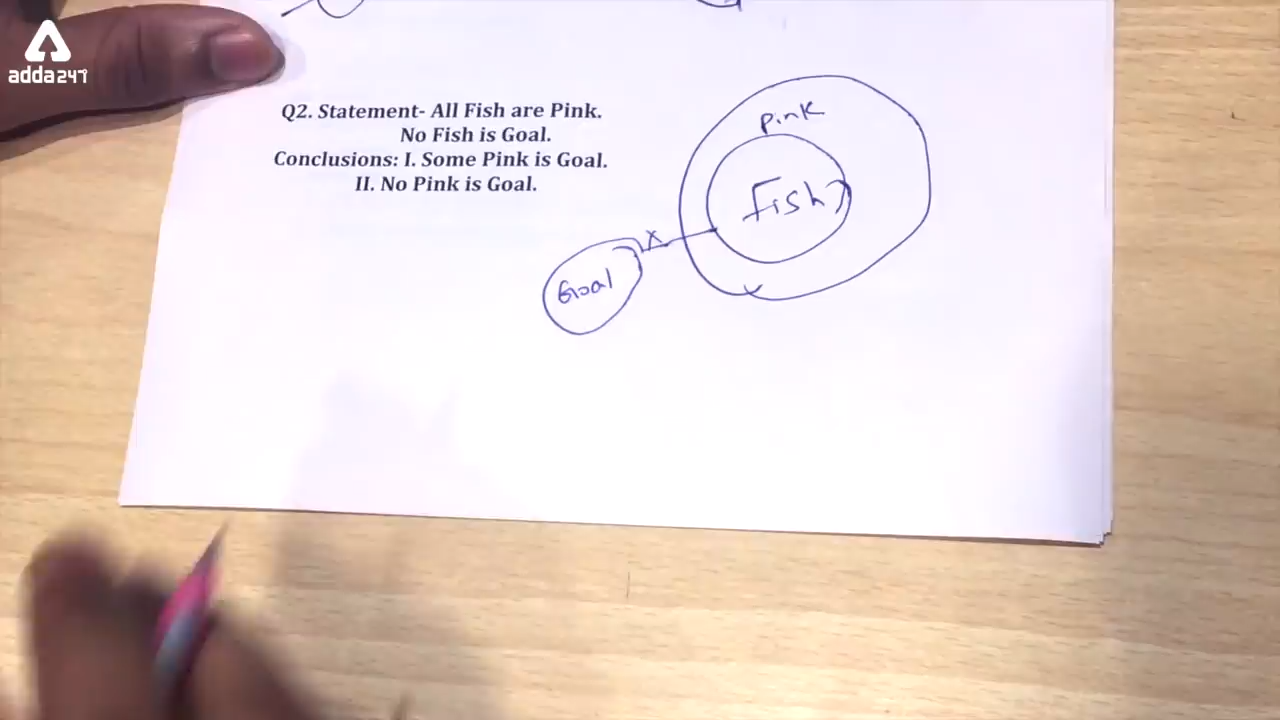 adda247
Q2. Statement- All Fish are Pink.
No Fish is Goal.
Conclusions: I. Some Pink is Goal.
II. No Pink is Goal.
Pink
Fish
x
Goal